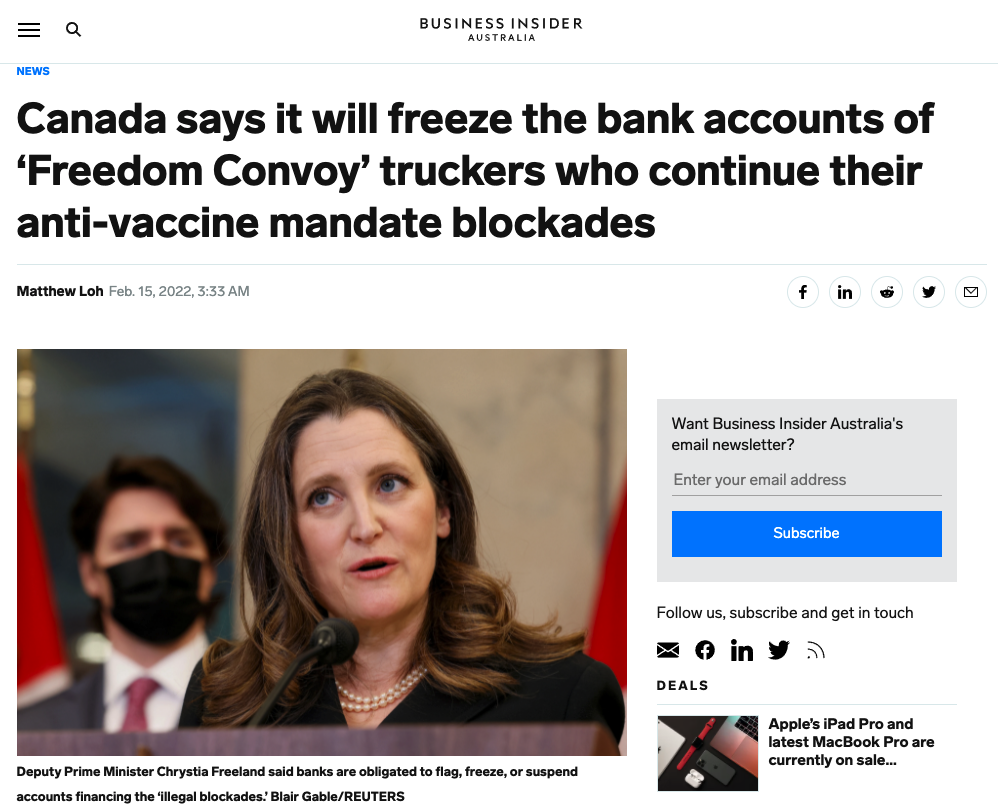 BUSINESS INSIDER
AUSTRALIA
NEWS
Canada says it will freeze the bank accounts of
‘Freedom Convoy’ truckers who continue their
anti-vaccine mandate blockades
Matthew Loh Feb. 15, 2022, 3:33 AM
Want Business Insider Australia's
email newsletter?
Enter your email address
Subscribe
Follow us, subscribe and get in touch
DEALS
Apple’s iPad Pro and
latest MacBook Pro are
currently on sale...
Deputy Prime Minister Chrystia Freeland said banks are obligated to flag, freeze, or suspend
accounts financing the ‘illegal blockades.’ Blair Gable/REUTERS